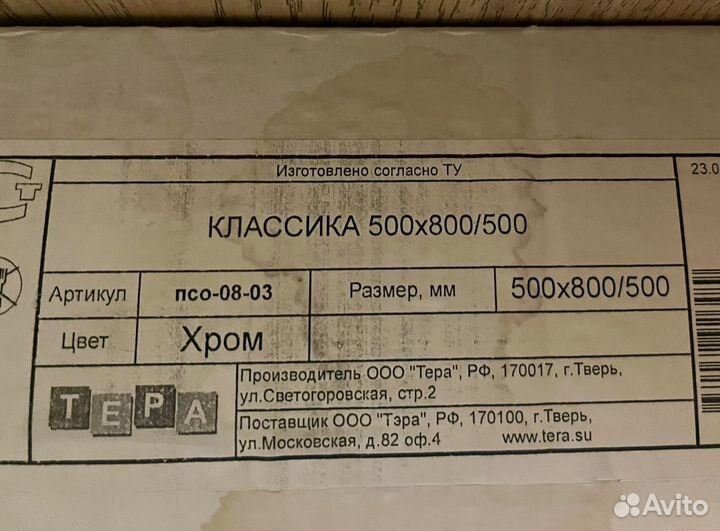 Изготовлено согласно ТУ
23.0
КЛАССИКА 500х800/500
Артикул псо-08-03 Размер, мм 500х800/500
Цвет Хром
ТЕРА
Производитель ООО "Тера", РФ, 170017, г.Тверь,
ул.Светогоровская, стр.2
Поставщик ООО "Тэра", РФ, 170100, г.Тверь,
ул.Московская, д.82 оф.4 www.tera.su
Avito